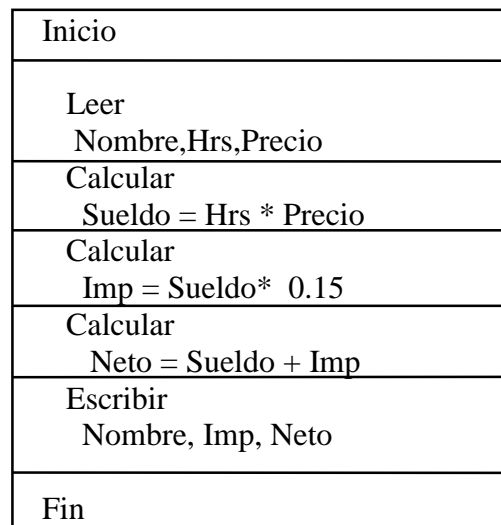 Inicio
Leer
Nombre,Hrs,Precio
Calcular
Sueldo = Hrs * Precio
Calcular
Imp = Sueldo* 0.15
Calcular
Neto = Sueldo + Imp
Escribir
Nombre, Imp, Neto
Fin